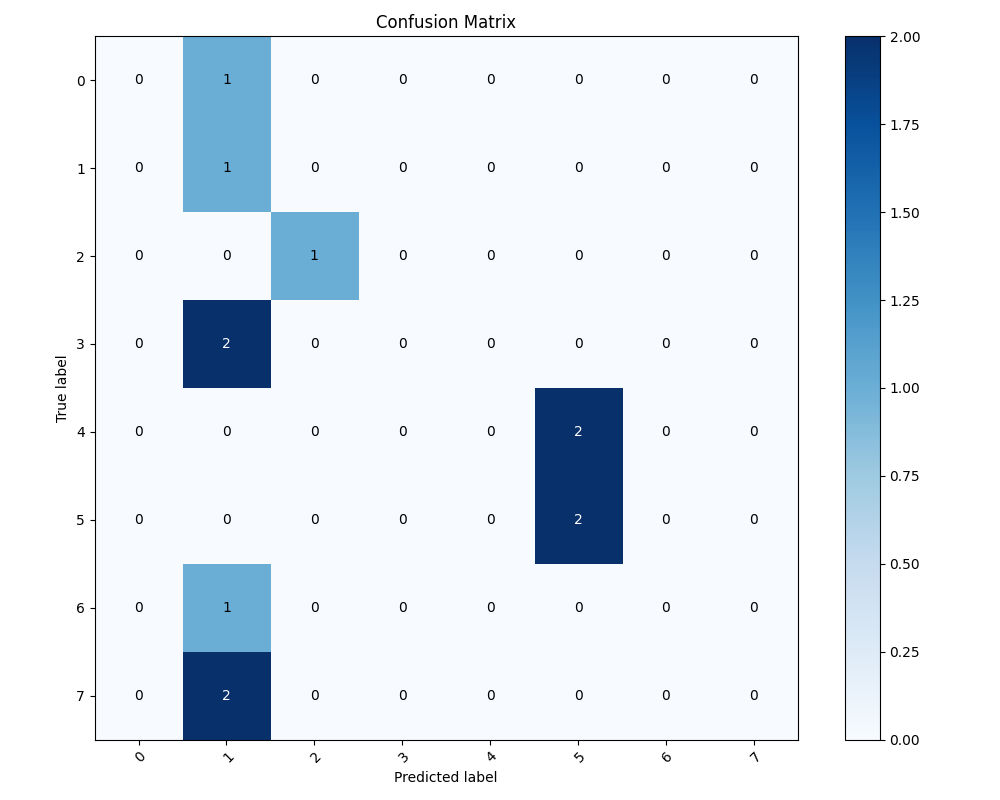 Confusion Matrix
0 0 1 0 0 0 0 0 0
1 0 1 0 0 0 0 0 0
2 0 0 1 0 0 0 0 0
3 0 2 0 0 0 0 0 0
4 0 0 0 0 0 2 0 0
5 0 0 0 0 0 2 0 0
6 0 1 0 0 0 0 0 0
7 0 2 0 0 0 0 0 0
0 1 2 3 4 5 6 7
True label
Predicted label
2.00
1.75
1.50
1.25
1.00
0.75
0.50
0.25
0.00